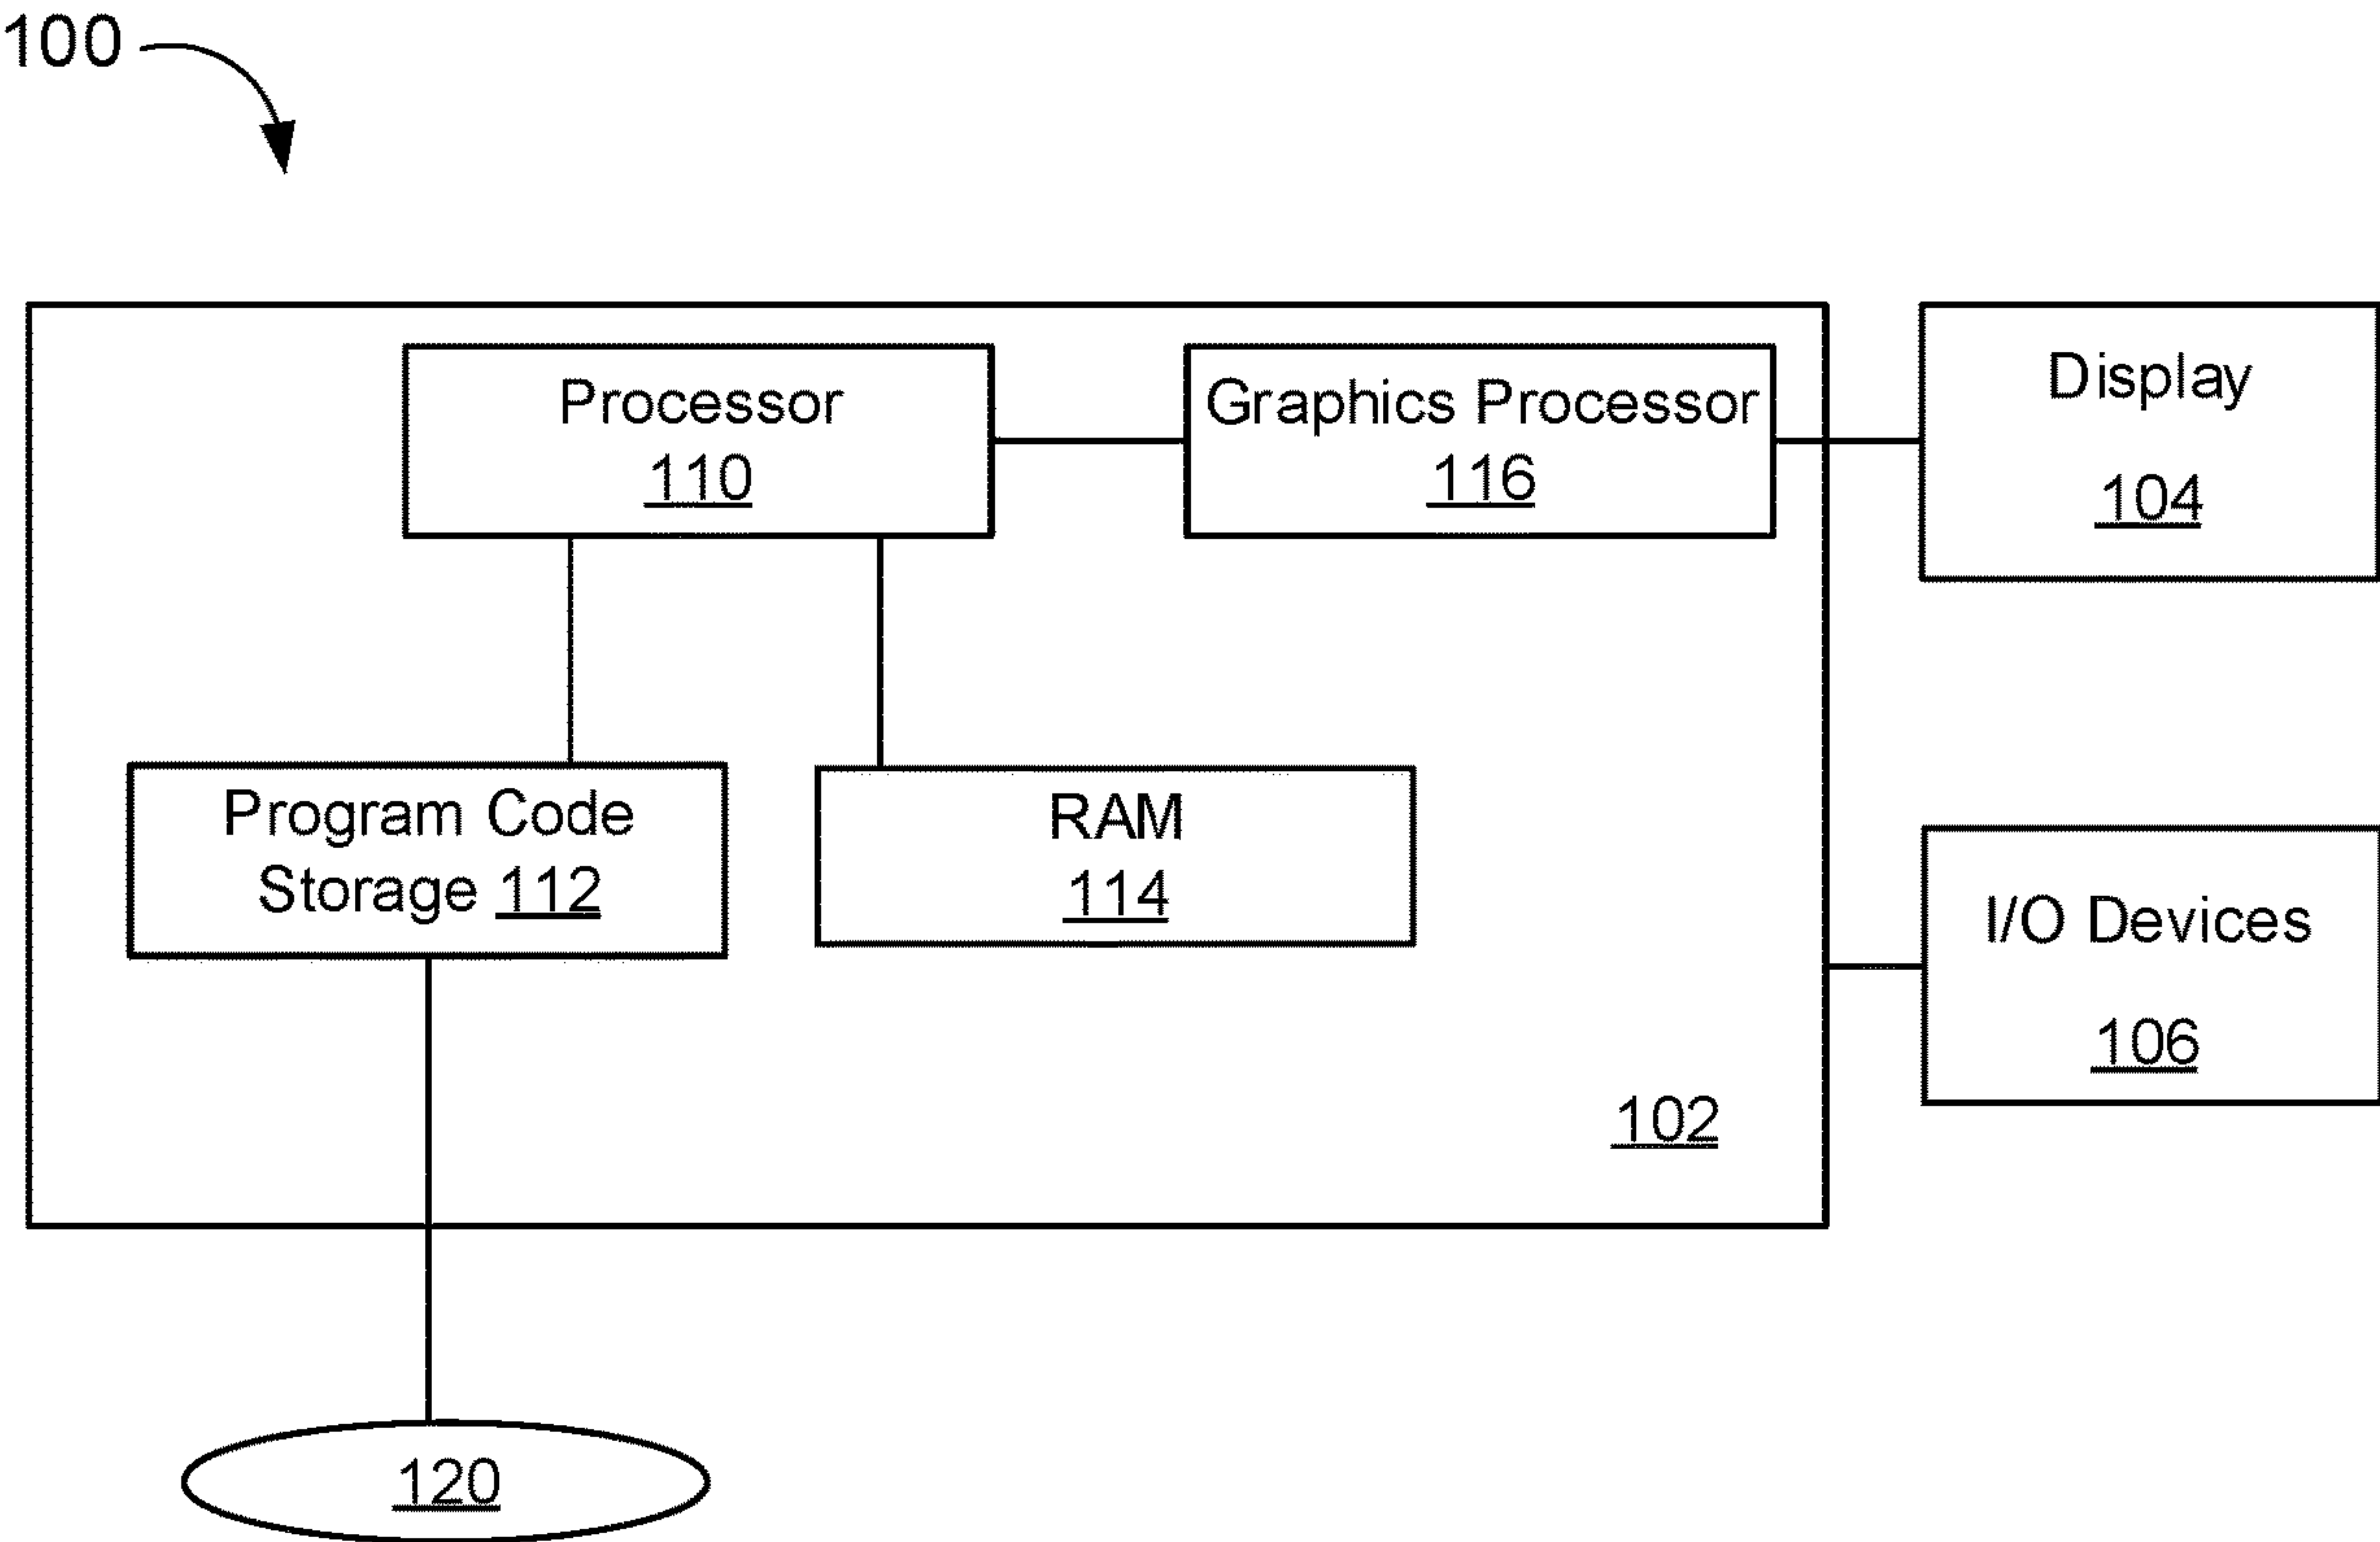 100
Processor
110
Graphics Processor
116
Display
104
Program Code
Storage 112
RAM
114
I/O Devices
106
102
120